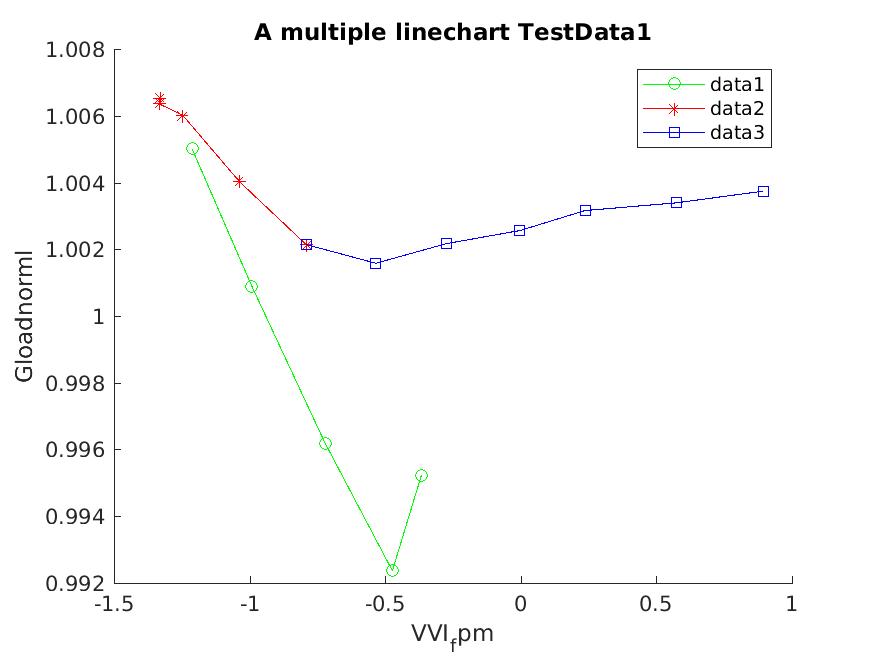 A multiple linechart TestData1
1.008
1.006
1.004
1.002
1
0.998
0.996
0.994
0.992
Gloadnorml
data1
data2
data3
-1.5 -1 -0.5 0 0.5 1
VVI_fpm